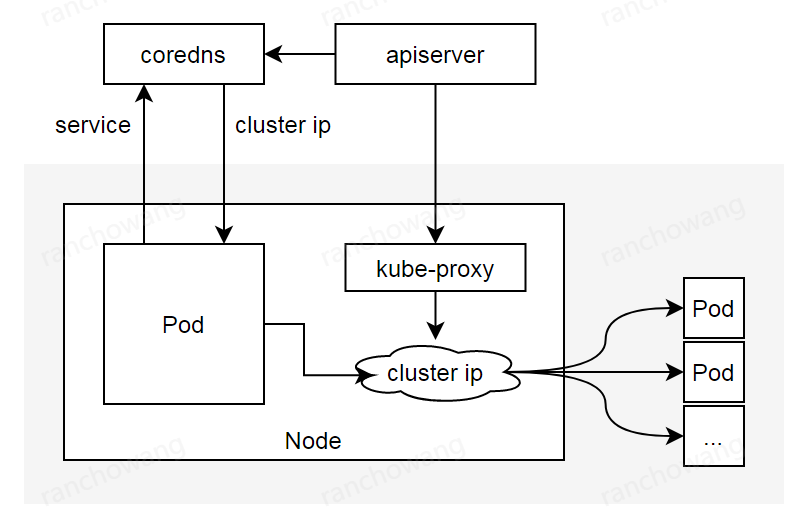 coredns
apiserver
service
cluster ip
kube-proxy
Pod
cluster ip
Pod
Pod
...
Node
ranchowang
ranchowang
ranchowang
ranchowang
ranchowang
ranchowang
ranchowang
ranchowang
ranchowang